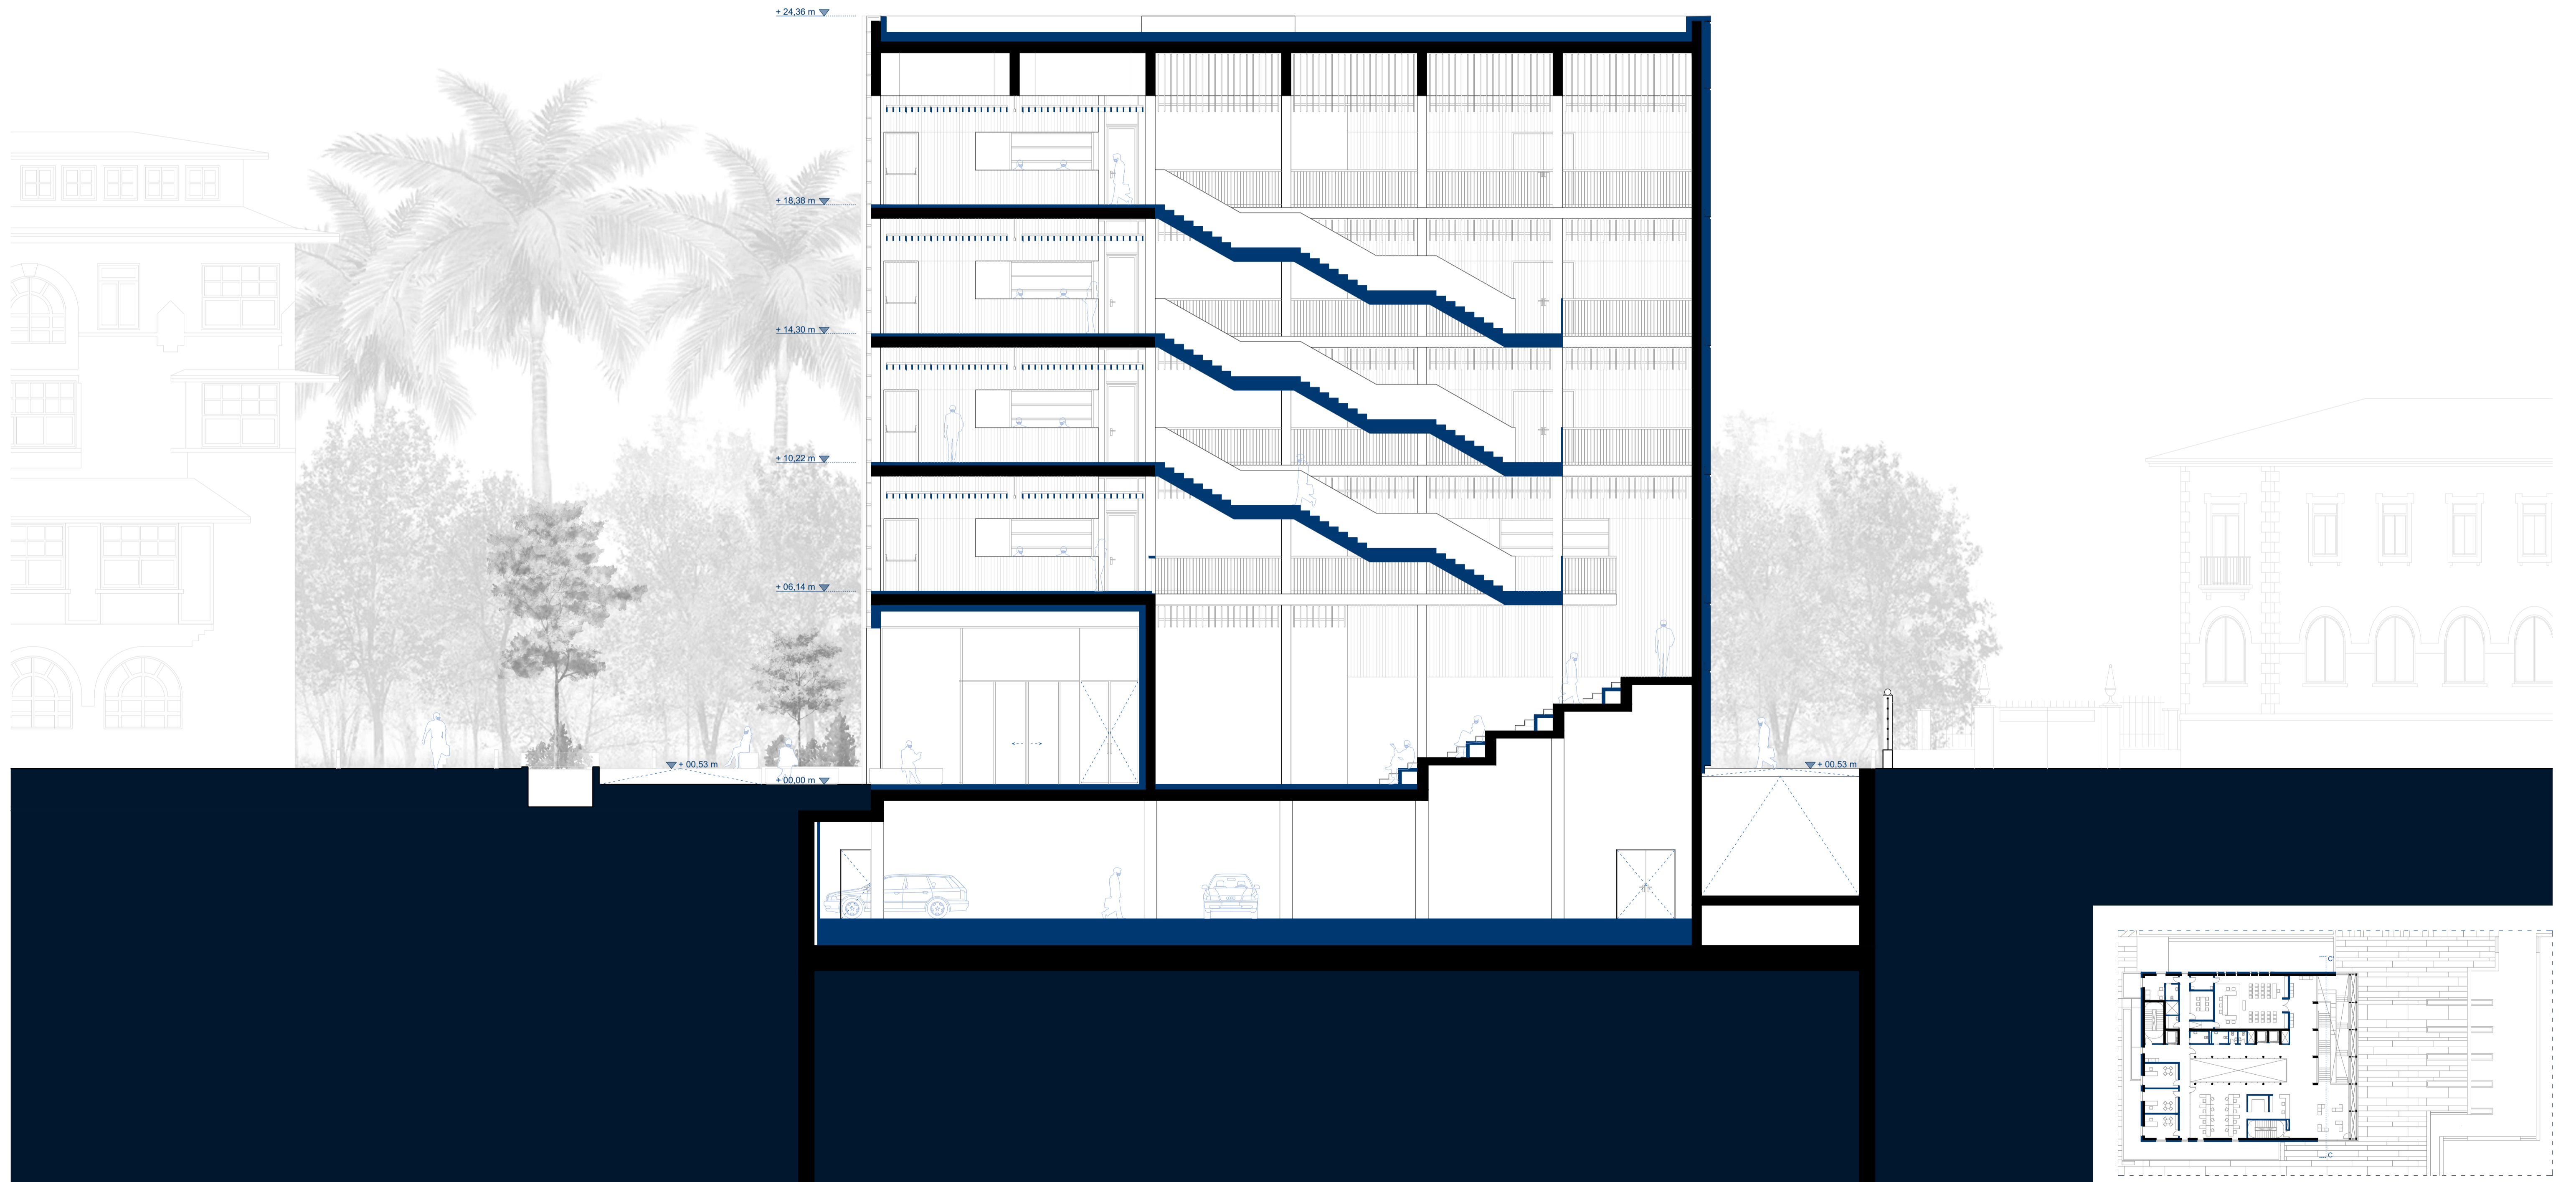 + 24,36 m
+ 18,38 m
+ 14,30 m
+ 10,22 m
+ 06,14 m
+ 00,53 m
+ 00,53 m
+ 00,00 m
C'
C